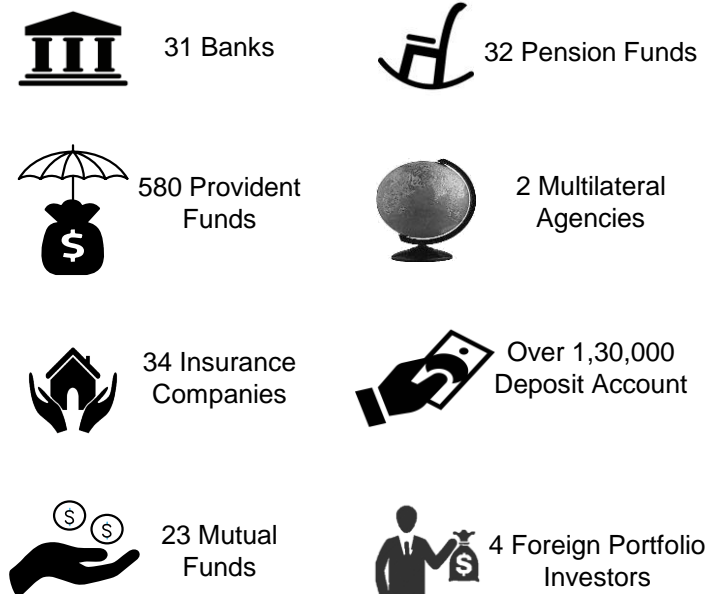 31 Banks
32 Pension Funds
580 Provident
Funds
$
2 Multilateral
Agencies
34 Insurance
Companies
Over 1,30,000
Deposit Account
$
$
23 Mutual
Funds
$
4 Foreign Portfolio
Investors